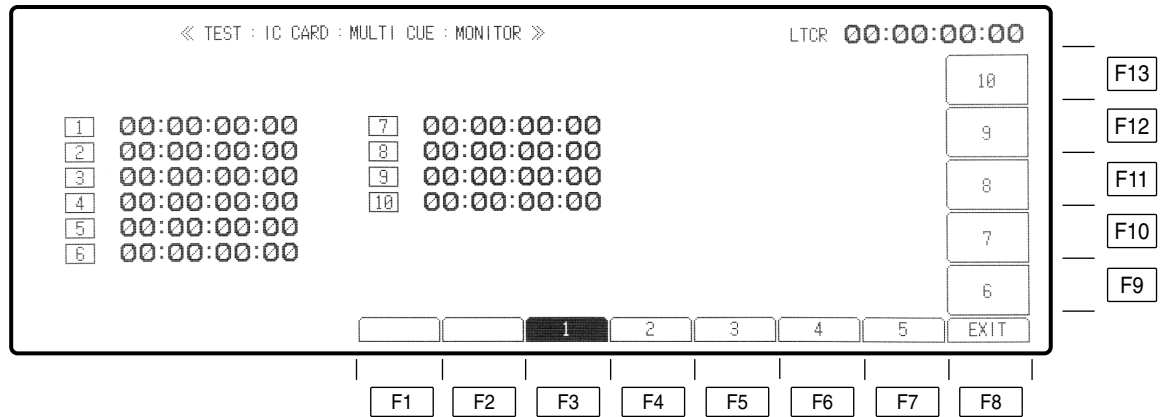 ≪ TEST : IC CARD : MULTI CUE : MONITOR ≫ LTCR 00:00:00:00
10 F13
1 00:00:00:00 7 00:00:00:00 9 F12
2 00:00:00:00 8 00:00:00:00
3 00:00:00:00 9 00:00:00:00 8 F11
4 00:00:00:00 10 00:00:00:00
5 00:00:00:00 7 F10
6 00:00:00:00
6 F9
1 2 3 4 5 EXIT
F1 F2 F3 F4 F5 F6 F7 F8